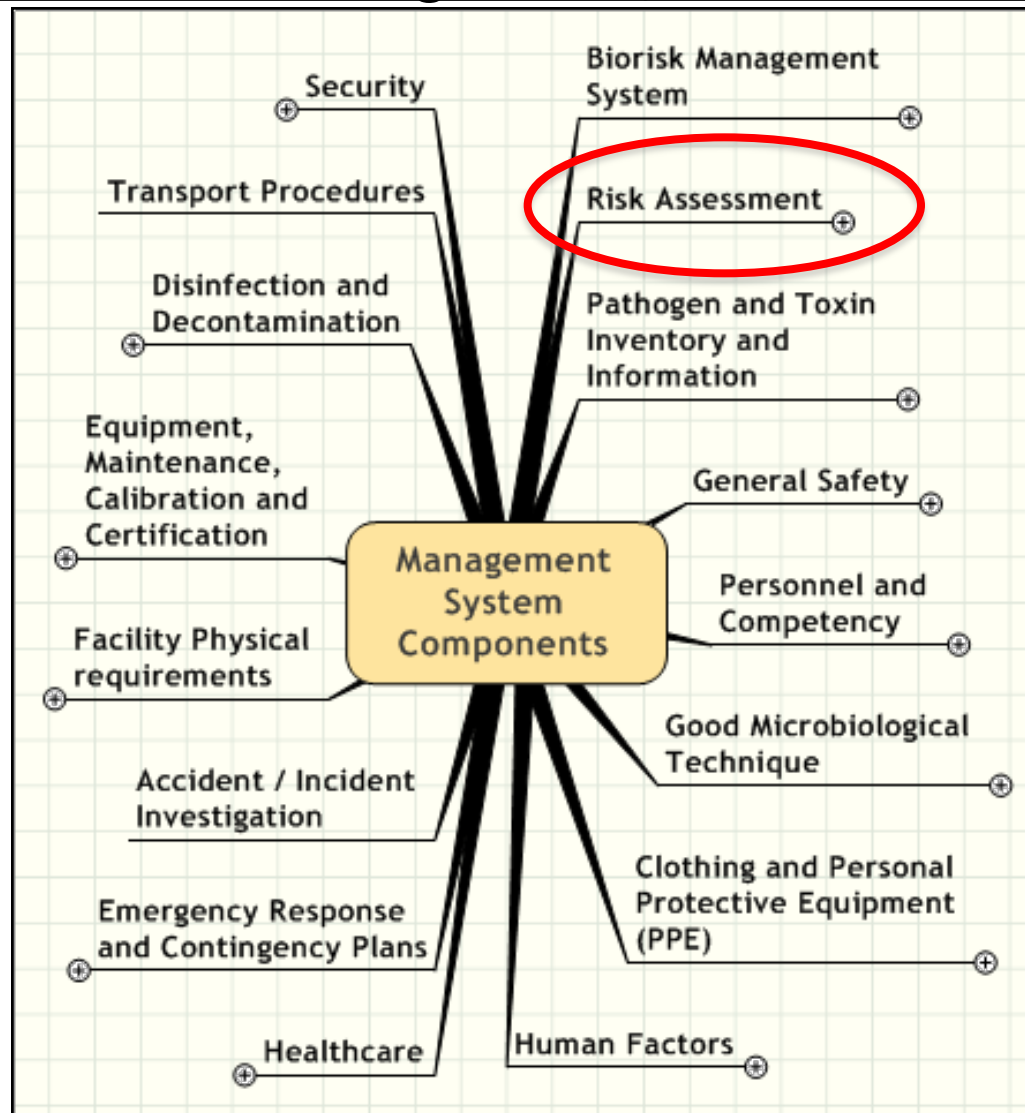 Security
Transport Procedures
Disinfection and
Decontamination
Equipment,
Maintenance,
Calibration and
Certification
Facility Physical
requirements
Accident / Incident
Investigation
Emergency Response
and Contingency Plans
Healthcare
Management
System
Components
Biorisk Management
System
Risk Assessment
Pathogen and Toxin
Inventory and
Information
General Safety
Personnel and
Competency
Good Microbiological
Technique
Clothing and Personal
Protective Equipment
(PPE)
Human Factors